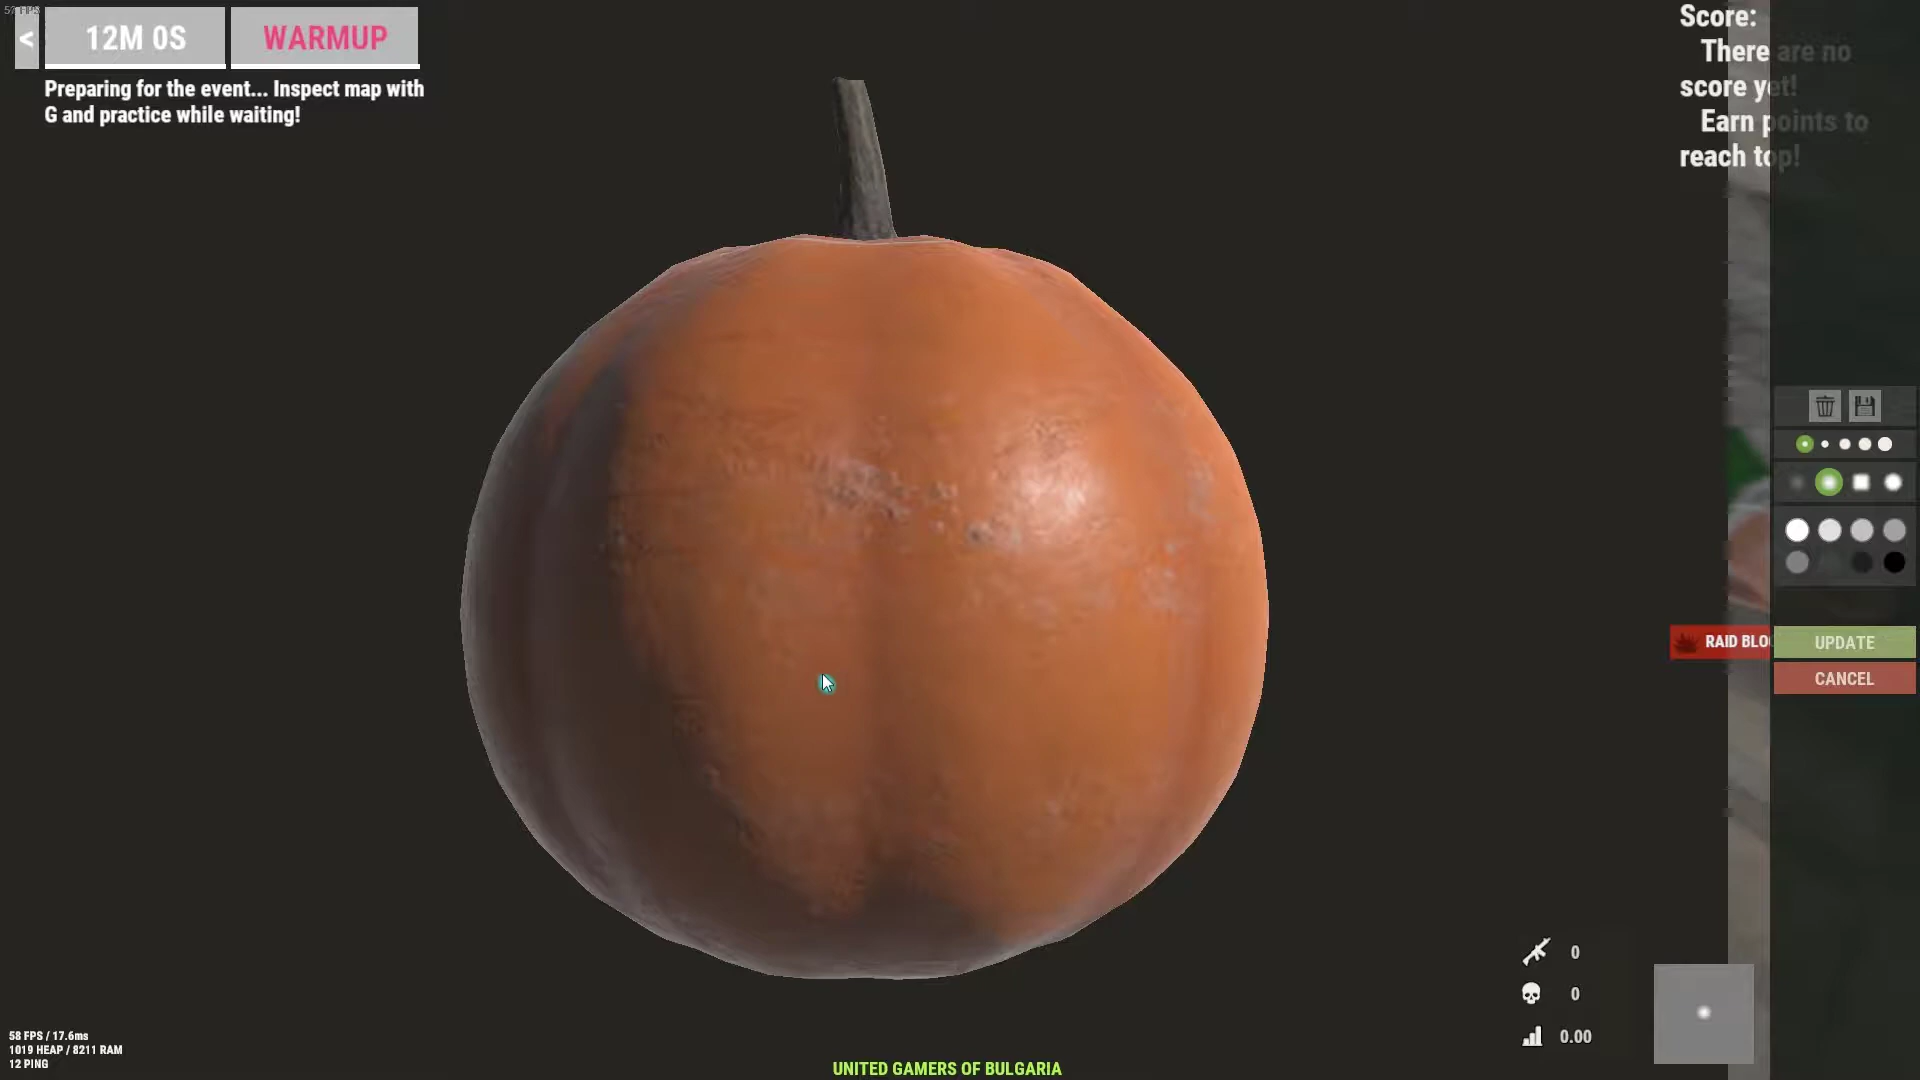 <
12M 0S
WARMUP
Preparing for the event... Inspect map with
G and practice while waiting!
Score:
There are no
score yet!
Earn points to
reach top!
RAID BLO
UPDATE
CANCEL
0
0
0.00
58 FPS / 17.6ms
1019 HEAP / 8211 RAM
12 PING
UNITED GAMERS OF BULGARIA